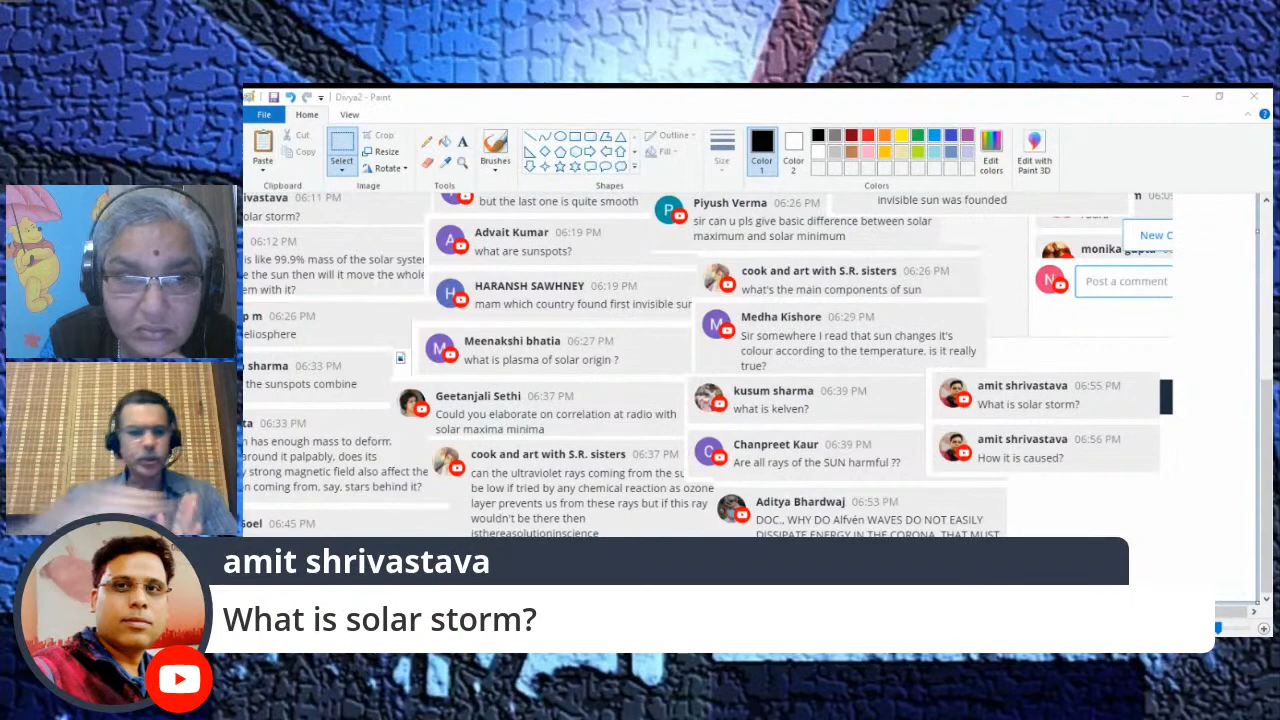 Divya2 - Paint
File
Home
View
Paste
Cut
Copy
Clipboard
Select
Crop
Resize
Rotate
Image
A
Tools
Brushes
Shapes
Outline
Fill
Size
Color
1
Color
2
Edit
colors
Edit with
Paint 3D
Colors
06:11 PM
olar storm?
06:12 PM
is like 99.9% mass of the solar syste
e the sun then will it move the whole
em with it?
p m 06:26 PM
eliosphere
sharma 06:33 PM
the sunspots combine
ta 06:33 PM
n has enough mass to deform.
around it palpably, does its
y strong magnetic field also affect the
n coming from, say, stars behind it?
Goel 06:45 PM
but the last one is quite smooth
A
Advait Kumar 06:19 PM
what are sunspots?
H
HARANSH SAWHNEY 06:19 PM
mam which country found first invisible sur
M
Meenakshi bhatia 06:27 PM
what is plasma of solar origin ?
Geetanjali Sethi 06:37 PM
Could you elaborate on correlation at radio with
solar maxima minima
cook and art with S.R. sisters 06:37 PM
can the ultraviolet rays coming from the su
be low if tried by any chemical reaction as ozone
layer prevents us from these rays but if this ray
wouldn't be there then
isthereasolutioninscience
P
Piyush Verma 06:26 PM
sir can u pls give basic difference between solar
maximum and solar minimum
invisible sun was founded
cook and art with S.R. sisters 06:26 PM
what's the main components of sun
M
Medha Kishore 06:29 PM
Sir somewhere I read that sun changes it's
colour according to the temperature. is it really
true?
kusum sharma 06:39 PM
what is kelven?
C
Chanpreet Kaur 06:39 PM
Are all rays of the SUN harmful ??
Aditya Bhardwaj 06:53 PM
DOC., WHY DO Alfvén WAVES DO NOT EASILY
DISSIPATE ENERGY IN THE CORONA. THAT MUST
m 06:0
New C
monika gupta
N
Post a comment
amit shrivastava 06:55 PM
What is solar storm?
amit shrivastava 06:56 PM
How it is caused?
amit shrivastava
What is solar storm?